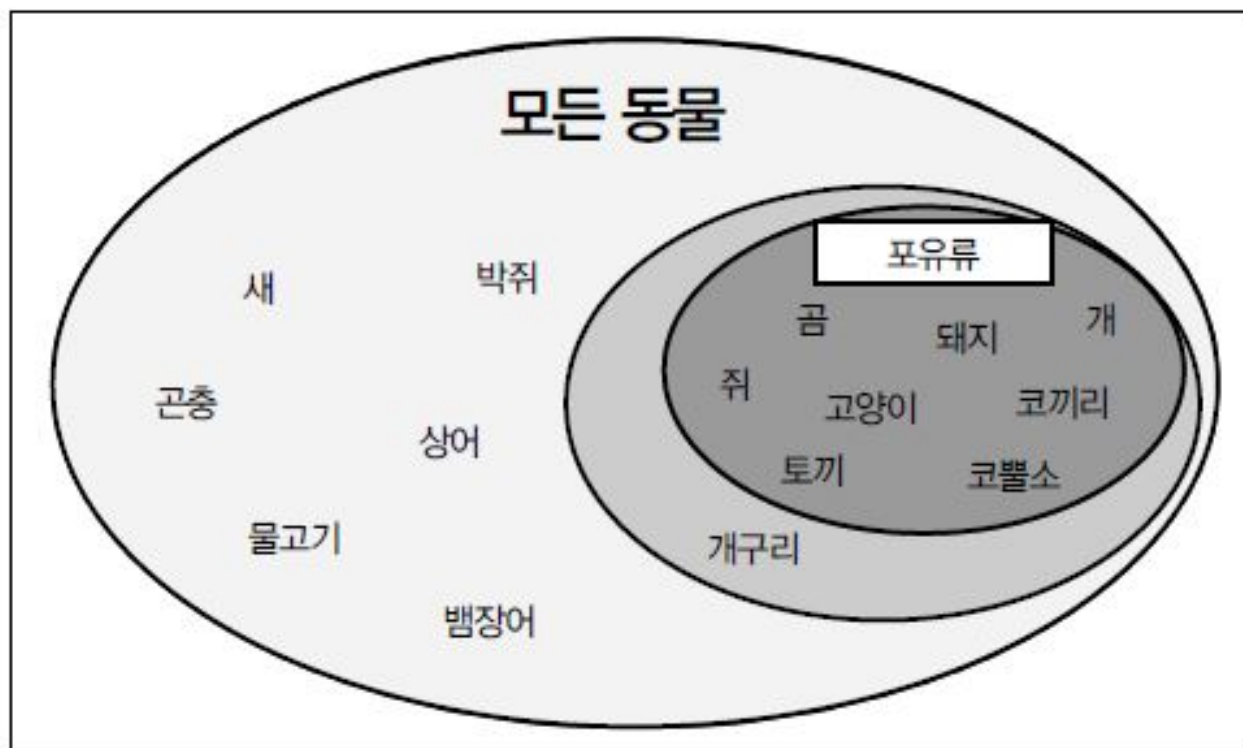 모든 동물
포유류
새
박쥐
곰
돼지
개
쥐
고양이
코끼리
곤충
상어
토끼
코뿔소
물고기
개구리
뱀장어